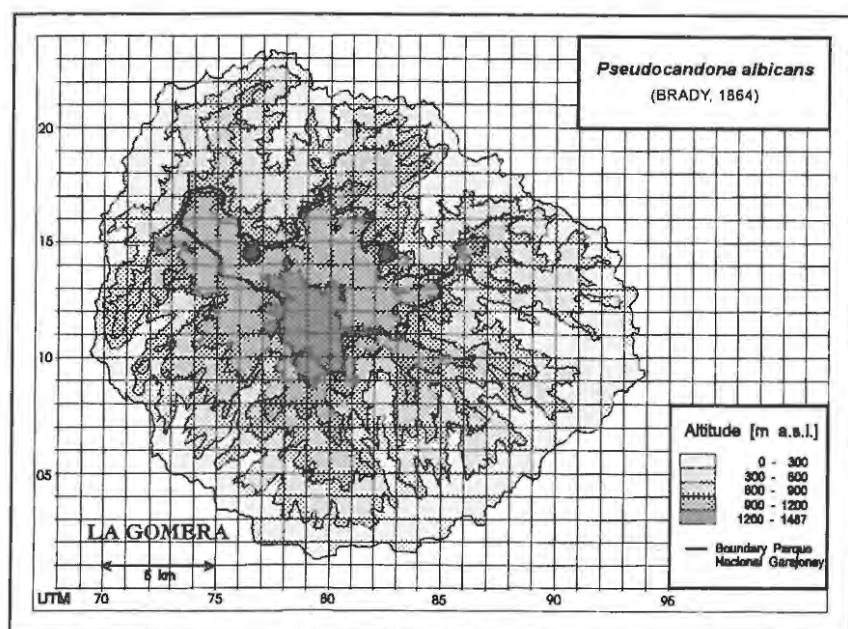 Pseudocandona albicans
(BRADY, 1864)
20
15
10
05
Altitude [m a.s.l.]
0 - 300
300 - 600
600 - 900
900 - 1200
1200 - 1487
Boundary Parque
Nacional Garajonay
LA GOMERA
5 km
UTM 70 75 80 85 90 95